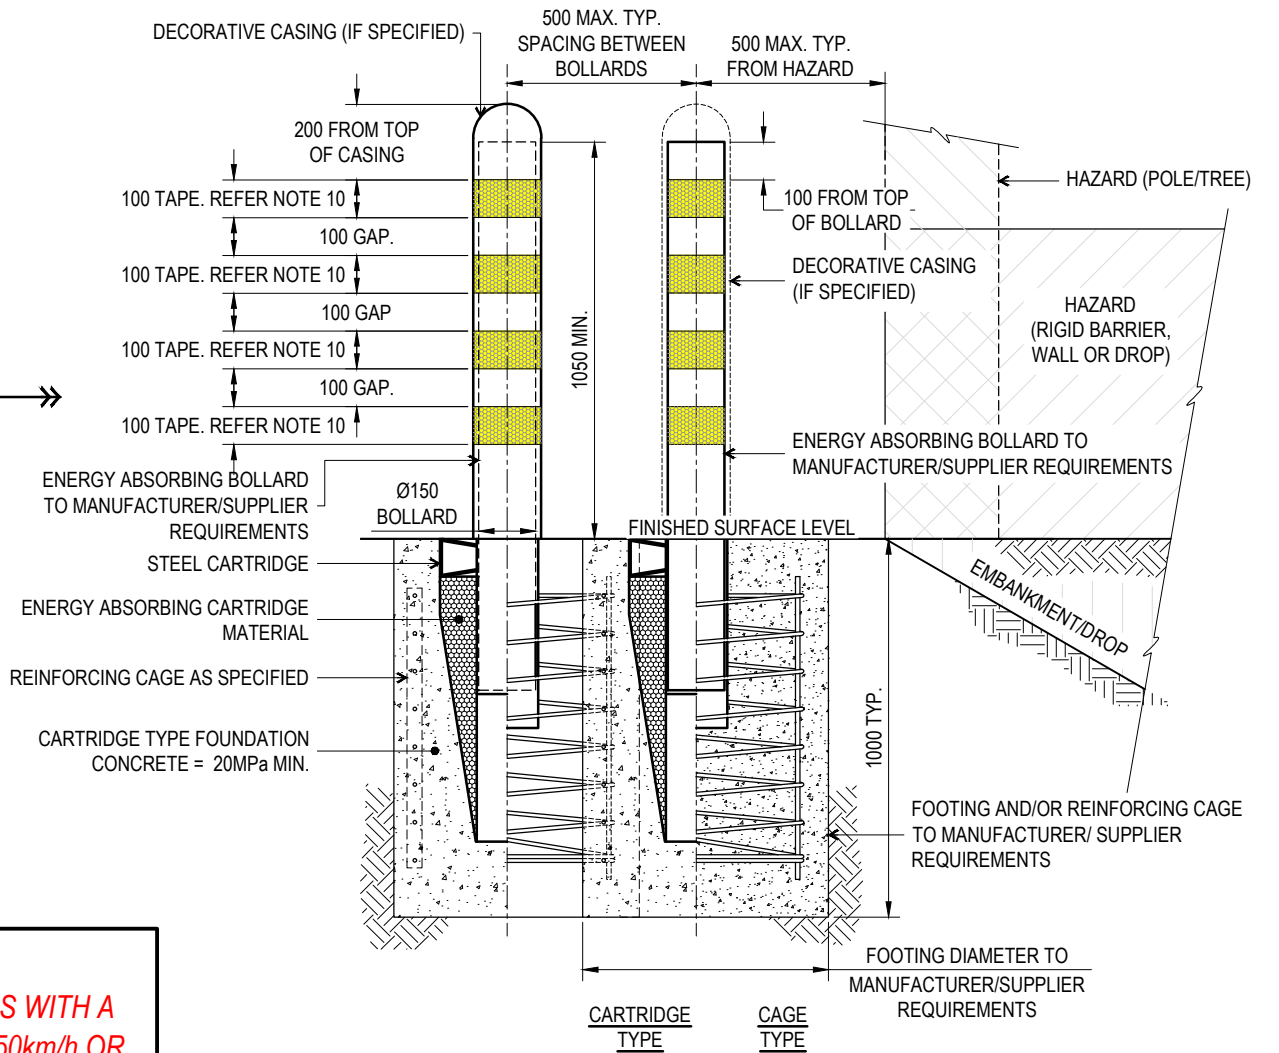 DECORATIVE CASING (IF SPECIFIED)
500 MAX. TYP.
SPACING BETWEEN
BOLLARDS
500 MAX. TYP.
FROM HAZARD
200 FROM TOP
OF CASING
100 TAPE. REFER NOTE 10
100 GAP.
100 TAPE. REFER NOTE 10
100 GAP
100 TAPE. REFER NOTE 10
100 GAP.
100 TAPE. REFER NOTE 10
1050 MIN.
100 FROM TOP
OF BOLLARD
HAZARD (POLE/TREE)
DECORATIVE CASING
(IF SPECIFIED)
HAZARD
(RIGID BARRIER,
WALL OR DROP)
ENERGY ABSORBING BOLLARD TO
MANUFACTURER/SUPPLIER REQUIREMENTS
ENERGY ABSORBING BOLLARD
TO MANUFACTURER/SUPPLIER
REQUIREMENTS
Ø150
BOLLARD
FINISHED SURFACE LEVEL
STEEL CARTRIDGE
ENERGY ABSORBING CARTRIDGE
MATERIAL
REINFORCING CAGE AS SPECIFIED
CARTRIDGE TYPE FOUNDATION
CONCRETE = 20MPa MIN.
EMBANKMENT/DROP
1000 TYP.
FOOTING AND/OR REINFORCING CAGE
TO MANUFACTURER/ SUPPLIER
REQUIREMENTS
FOOTING DIAMETER TO
MANUFACTURER/SUPPLIER
REQUIREMENTS
CARTRIDGE
TYPE
CAGE
TYPE
S WITH A
50km/h OR